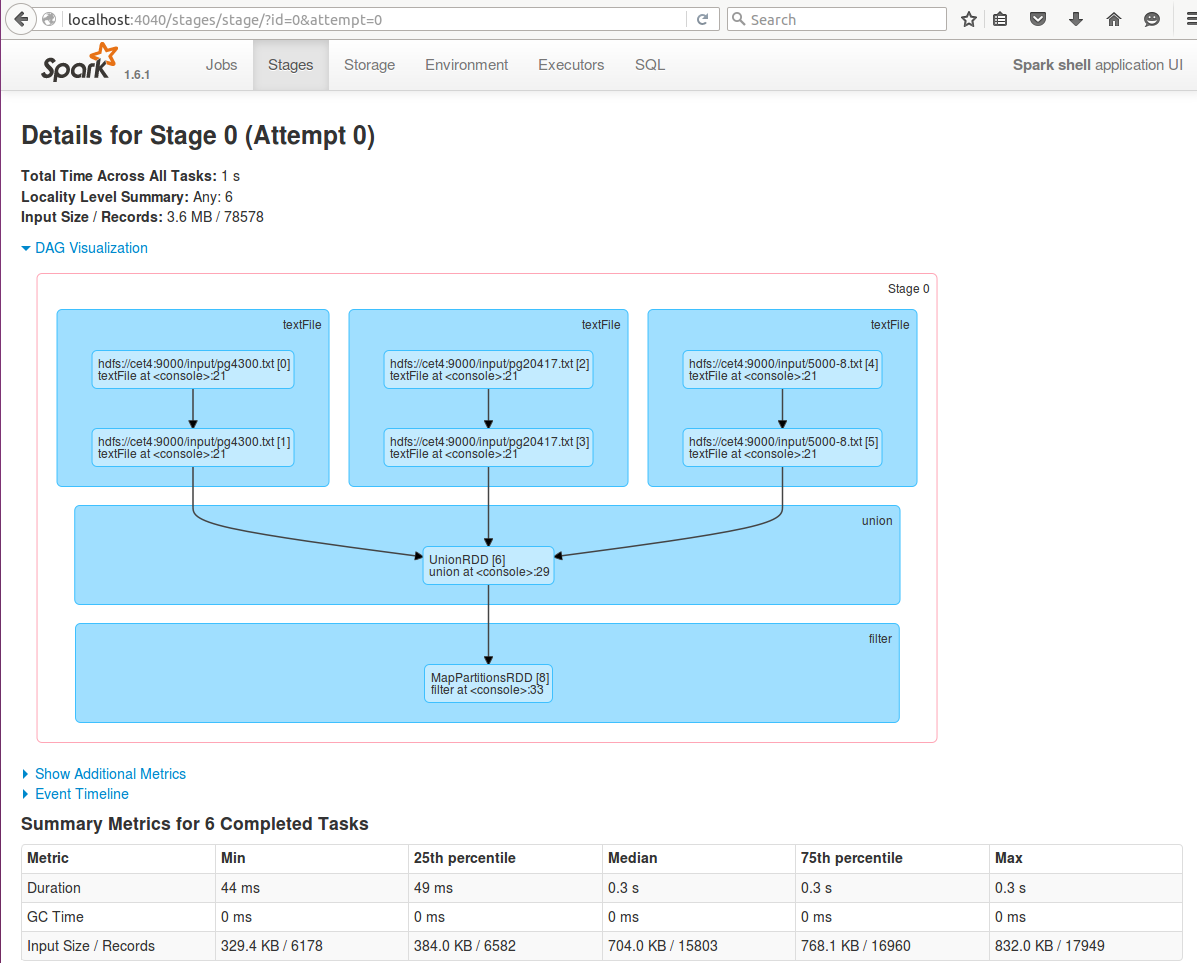 localhost:4040/stages/stage/?id=0&attempt=0
Search
Spark 1.6.1
Jobs
Stages
Storage
Environment
Executors
SQL
Spark shell application UI
Details for Stage 0 (Attempt 0)
Total Time Across All Tasks: 1 s
Locality Level Summary: Any: 6
Input Size / Records: 3.6 MB / 78578
DAG Visualization
Stage 0
textFile
hdfs://cet4:9000/input/pg4300.txt [0]
textFile at <console>:21
hdfs://cet4:9000/input/pg4300.txt [1]
textFile at <console>:21
textFile
hdfs://cet4:9000/input/pg20417.txt [2]
textFile at <console>:21
hdfs://cet4:9000/input/pg20417.txt [3]
textFile at <console>:21
textFile
hdfs://cet4:9000/input/5000-8.txt [4]
textFile at <console>:21
hdfs://cet4:9000/input/5000-8.txt [5]
textFile at <console>:21
union
UnionRDD [6]
union at <console>:29
filter
MapPartitionsRDD [8]
filter at <console>:33
Show Additional Metrics
Event Timeline
Summary Metrics for 6 Completed Tasks
Metric Min 25th percentile Median 75th percentile Max
Duration 44 ms 49 ms 0.3 s 0.3 s 0.3 s
GC Time 0 ms 0 ms 0 ms 0 ms 0 ms
Input Size / Records 329.4 KB / 6178 384.0 KB / 6582 704.0 KB / 15803 768.1 KB / 16960 832.0 KB / 17949